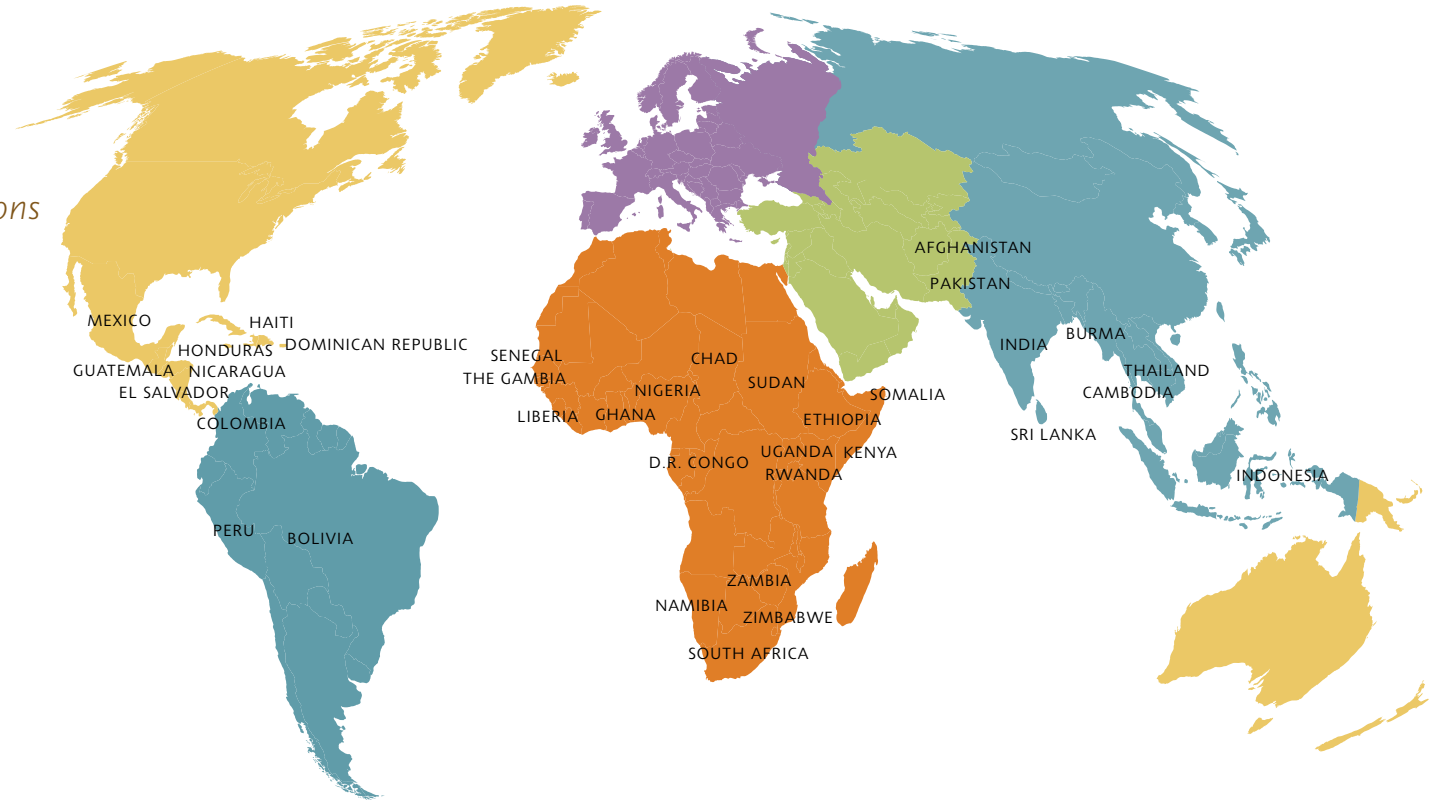 ons
MEXICO
HAITI
DOMINICAN REPUBLIC
HONDURAS
GUATEMALA
NICARAGUA
EL SALVADOR
COLOMBIA
PERU
BOLIVIA
SENEGAL
THE GAMBIA
LIBERIA
GHANA
NIGERIA
CHAD
SUDAN
SOMALIA
ETHIOPIA
D.R. CONGO
UGANDA
KENYA
RWANDA
ZAMBIA
NAMIBIA
ZIMBABWE
SOUTH AFRICA
AFGHANISTAN
PAKISTAN
INDIA
BURMA
THAILAND
CAMBODIA
SRI LANKA
INDONESIA